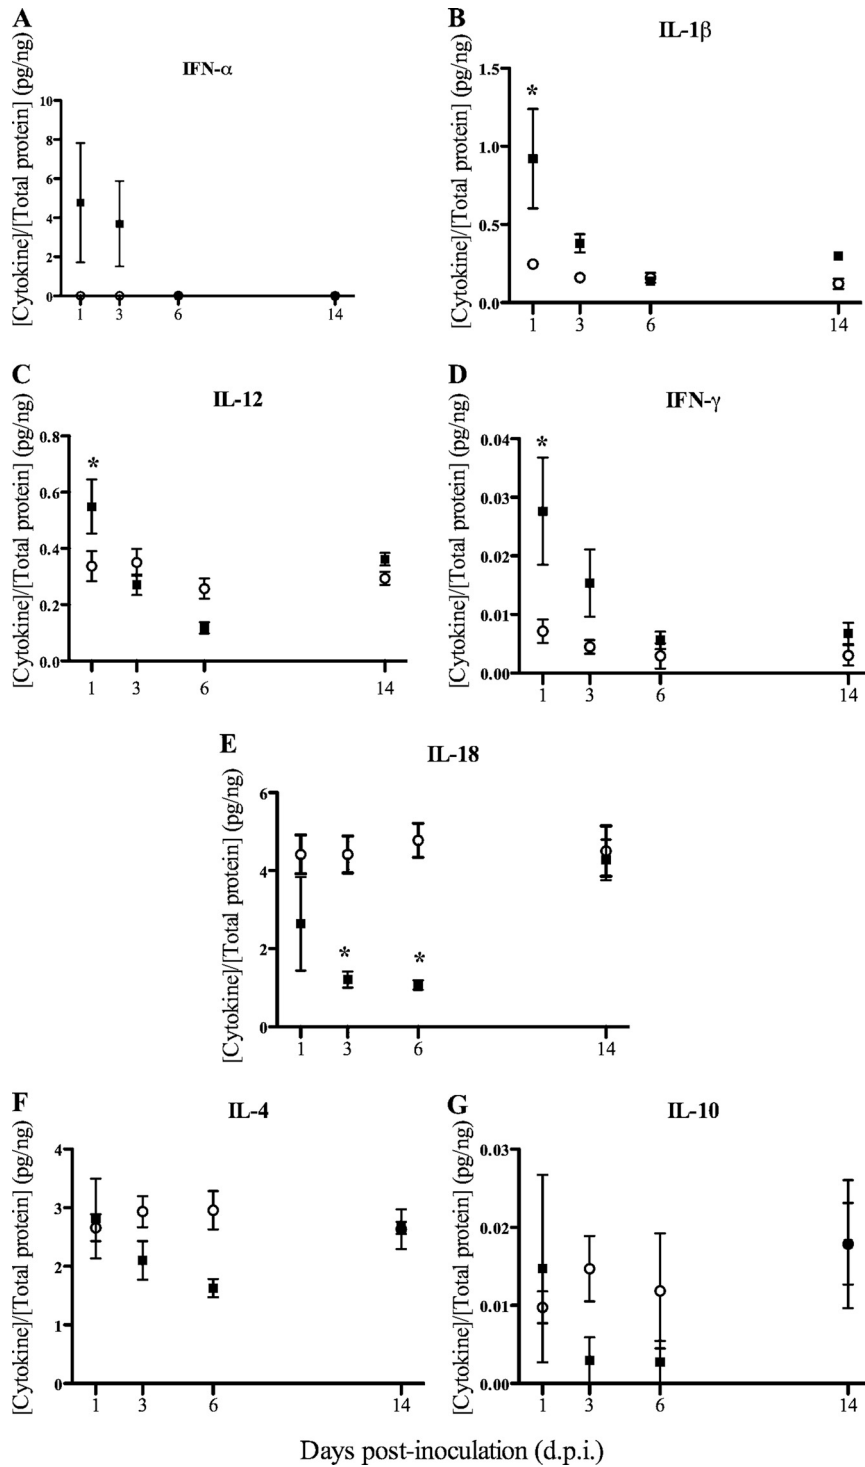 A
IFN-α
[Cytokine]/[Total protein] (pg/ng)
10
8
6
4
2
0
1 3 6 14
B
IL-1β
[Cytokine]/[Total protein] (pg/ng)
1.5
1.0
0.5
0.0
*
1 3 6 14
C
IL-12
[Cytokine]/[Total protein] (pg/ng)
0.8
0.6
0.4
0.2
0.0
*
1 3 6 14
D
IFN-γ
[Cytokine]/[Total protein] (pg/ng)
0.04
0.03
0.02
0.01
0.00
*
1 3 6 14
E
IL-18
[Cytokine]/[Total protein] (pg/ng)
6
4
2
0
* *
1 3 6 14
F
IL-4
[Cytokine]/[Total protein] (pg/ng)
4
3
2
1
0
1 3 6 14
G
IL-10
[Cytokine]/[Total protein] (pg/ng)
0.03
0.02
0.01
0.00
1 3 6 14
Days post-inoculation (d.p.i.)